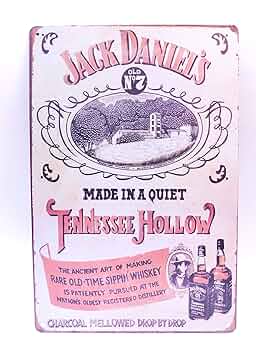 JACK DANIEL'S
OLD
No 7
MADE IN A QUIET
TENNESSEE HOLLOW
THE ANCIENT ART OF MAKING
RARE OLD-TIME SIPPIN' WHISKEY
IS PATIENTLY PURSUED AT THE
NATION'S OLDEST REGISTERED DISTILLERY
CHARCOAL MELLOWED DROP BY DROP